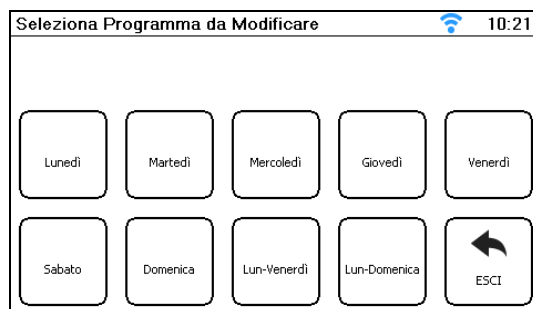 Seleziona Programma da Modificare 10:21
Lunedì Martedì Mercoledì Giovedì Venerdì
Sabato Domenica Lun-Venerdì Lun-Domenica ESCI